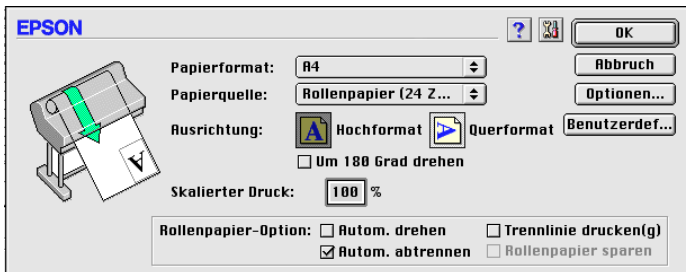 EPSON
? OK
Papierformat: A4 Abbruch
Papierquelle: Rollenpapier (24 Z... Optionen...
Ausrichtung: A Hochformat A Querformat Benutzerdef...
Um 180 Grad drehen
A
Skalierter Druck: 100 %
Rollenpapier-Option: Autom. drehen Trennlinie drucken(g)
Autom. abtrennen Rollenpapier sparen